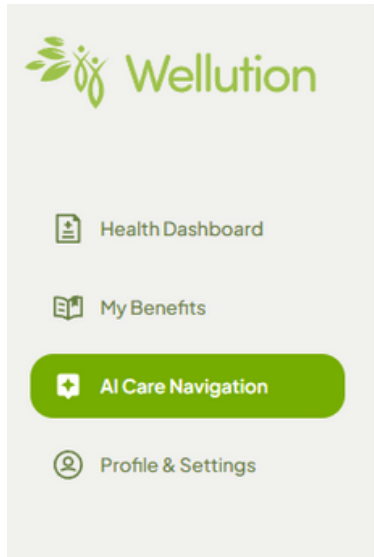 Wellution
Health Dashboard
My Benefits
AI Care Navigation
Profile & Settings